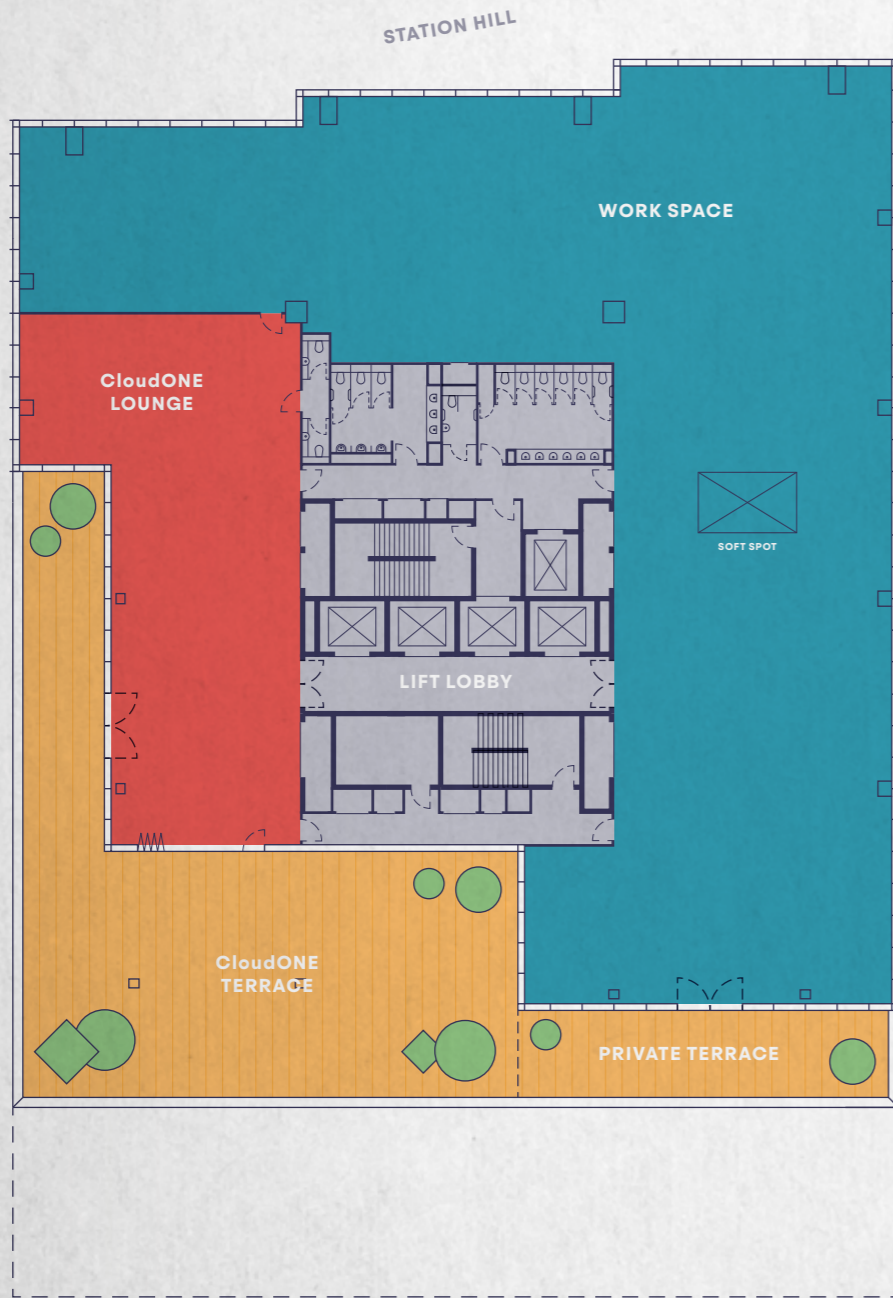 STATION HILL
WORK SPACE
CloudONE
LOUNGE
SOFT SPOT
LIFT LOBBY
CloudONE
TERRACE
PRIVATE TERRACE